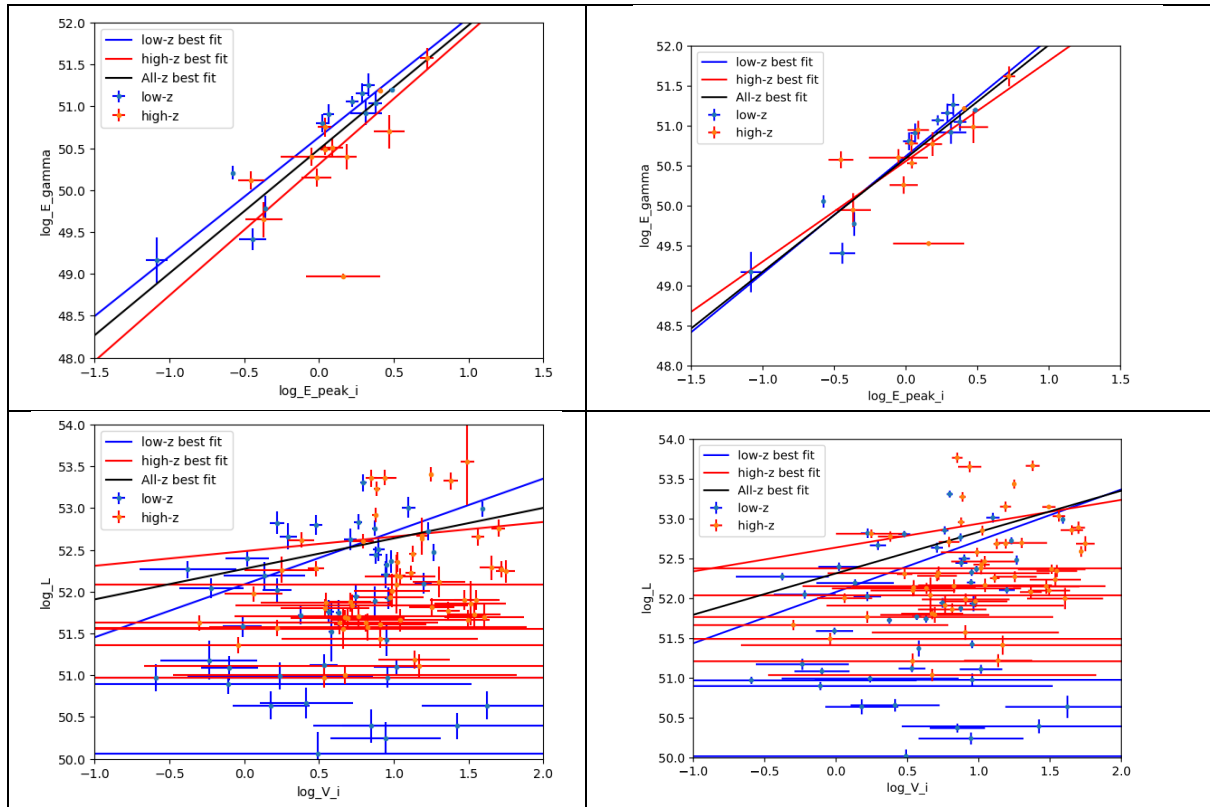 52.0
51.5
51.0
50.5
50.0
49.5
49.0
48.5
48.0
log_E_gamma
low-z best fit
high-z best fit
All-z best fit
low-z
high-z
−1.5 −1.0 −0.5 0.0 0.5 1.0 1.5
log_E_peak_i
52.0
51.5
51.0
50.5
50.0
49.5
49.0
48.5
48.0
log_E_gamma
low-z best fit
high-z best fit
All-z best fit
low-z
high-z
−1.5 −1.0 −0.5 0.0 0.5 1.0 1.5
log_E_peak_i
54.0
53.5
53.0
52.5
52.0
51.5
51.0
50.5
50.0
log_L
low-z best fit
high-z best fit
All-z best fit
low-z
high-z
−1.0 −0.5 0.0 0.5 1.0 1.5 2.0
log_V_i
54.0
53.5
53.0
52.5
52.0
51.5
51.0
50.5
50.0
log_L
low-z best fit
high-z best fit
All-z best fit
low-z
high-z
−1.0 −0.5 0.0 0.5 1.0 1.5 2.0
log_V_i